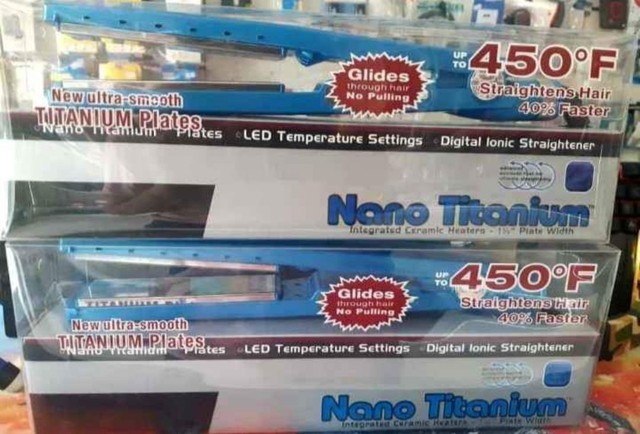 UP TO 450°F
Straightens Hair
40% Faster
Glides
through hair
No Pulling
New ultra-smooth
TITANIUM Plates
Nano Titanium Plates LED Temperature Settings Digital Ionic Straightener
Nano Titanium™
Integrated Ceramic Heaters - 1½" Plate Width
UP TO 450°F
Straightens Hair
40% Faster
Glides
through hair
No Pulling
New ultra-smooth
TITANIUM Plates
Nano Titanium Plates LED Temperature Settings Digital Ionic Straightener
Nano Titanium
Integrated Ceramic Heaters - Plate Width